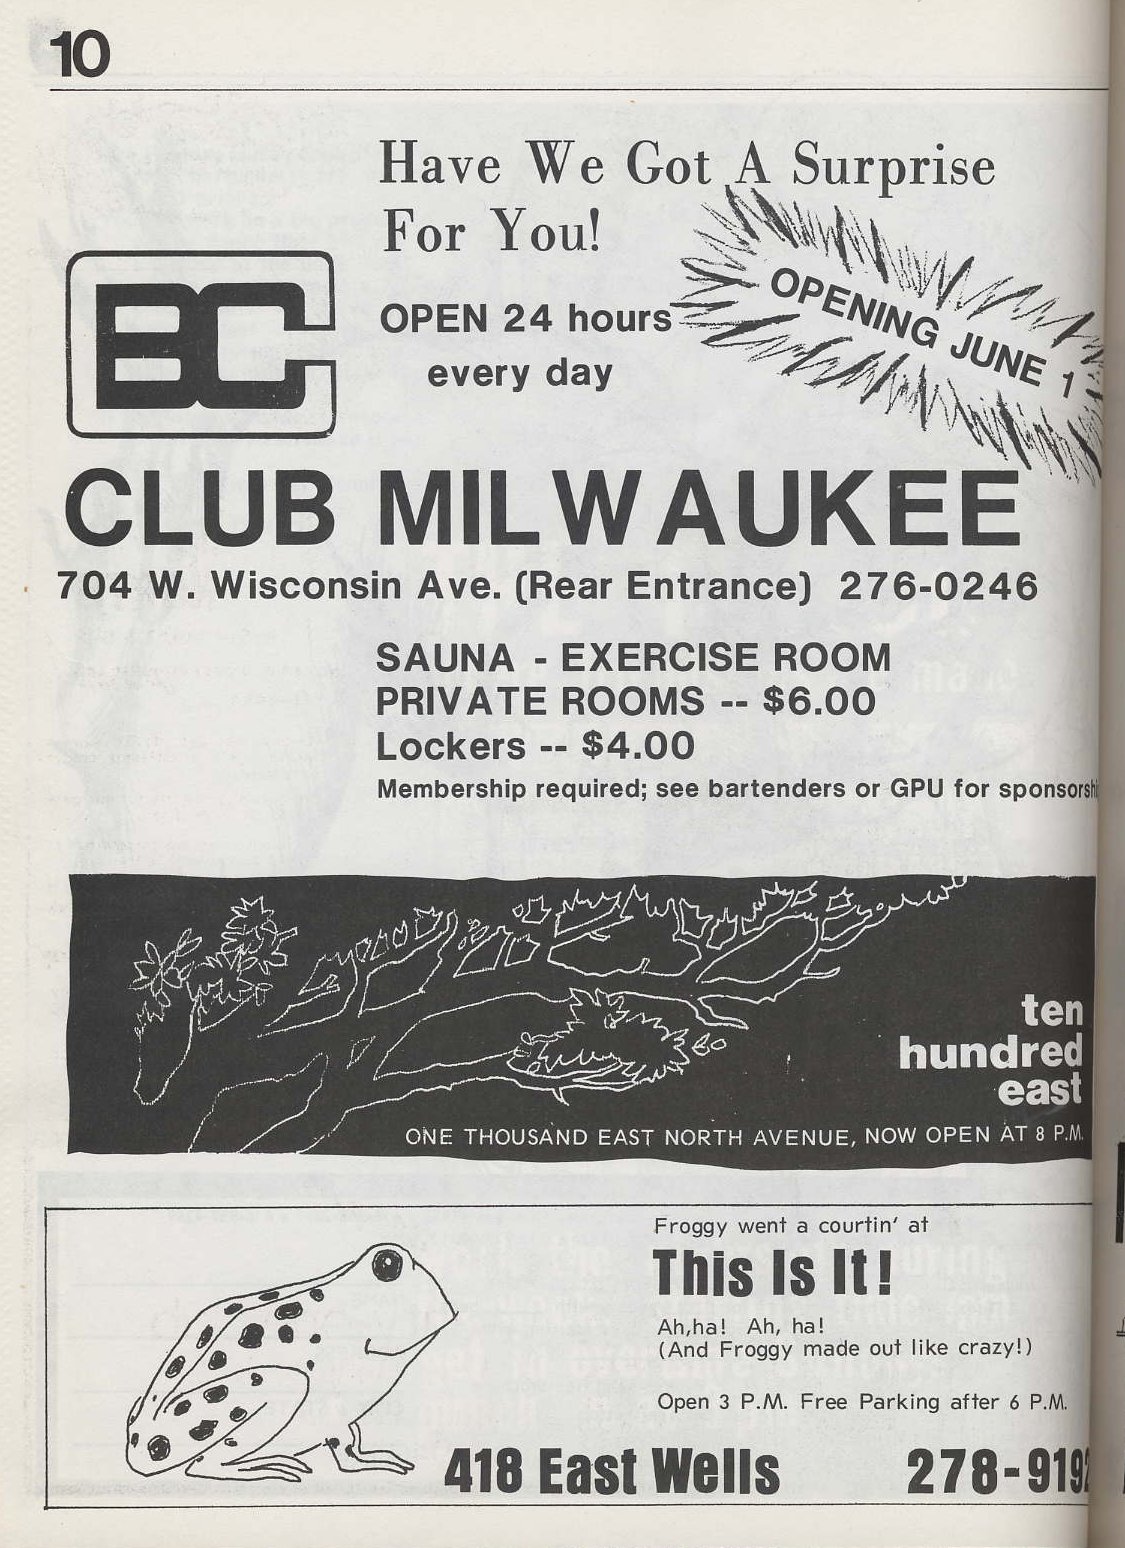 10
Have We Got A Surprise
For You!
OPENING JUNE 1
BC
OPEN 24 hours
every day
CLUB MILWAUKEE
704 W. Wisconsin Ave. (Rear Entrance) 276-0246
SAUNA - EXERCISE ROOM
PRIVATE ROOMS -- $6.00
Lockers -- $4.00
Membership required; see bartenders or GPU for
ten
hundred
east
ONE THOUSAND EAST NORTH AVENUE, NOW OPEN AT 8 P.M.
Froggy went a courtin' at
This Is It!
Ah,ha! Ah, ha!
(And Froggy made out like crazy!)
Open 3 P.M. Free Parking after 6 P.M.
418 East Wells 278-9192